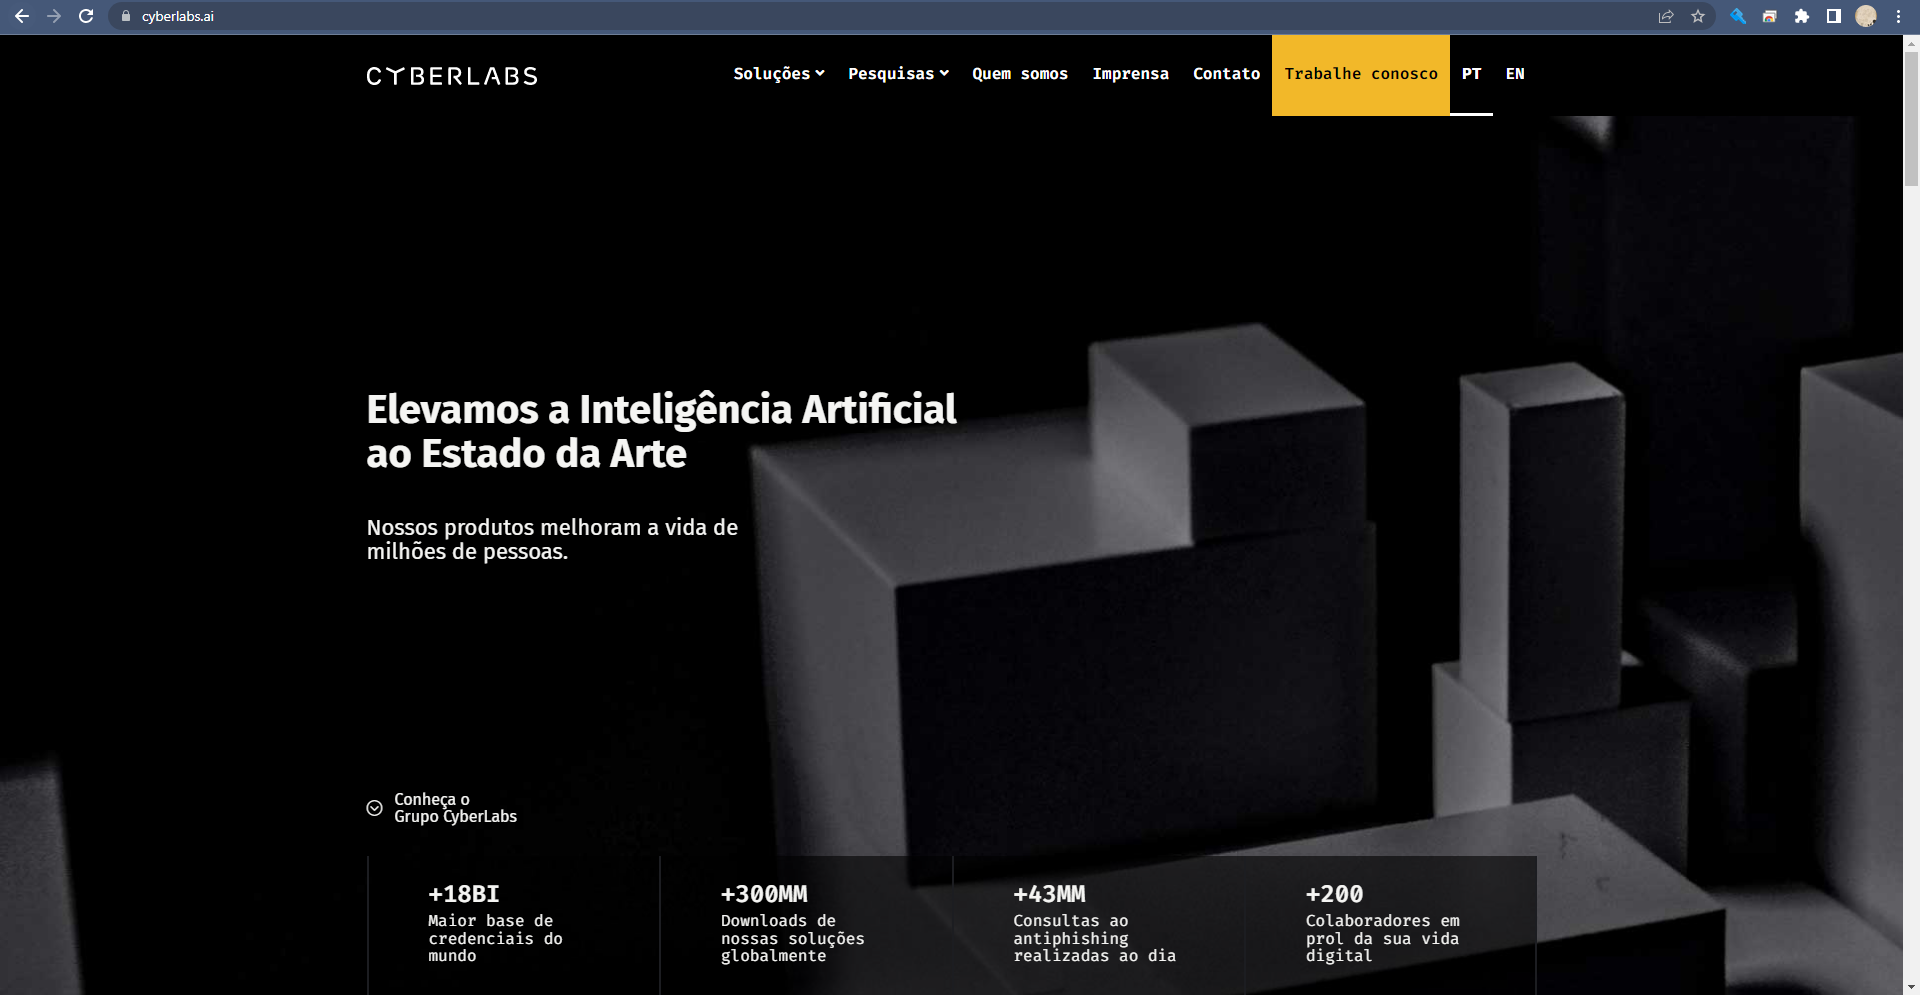 cyberlabs.ai
CYBERLABS
Soluções
Pesquisas
Quem somos
Imprensa
Contato
Trabalhe conosco
PT
EN
Elevamos a Inteligência Artificial
ao Estado da Arte
Nossos produtos melhoram a vida de
milhões de pessoas.
Conheça o
Grupo CyberLabs
+18BI
Maior base de
credenciais do
mundo
+300MM
Downloads de
nossas soluções
globalmente
+43MM
Consultas ao
antiphishing
realizadas ao dia
+200
Colaboradores em
prol da sua vida
digital